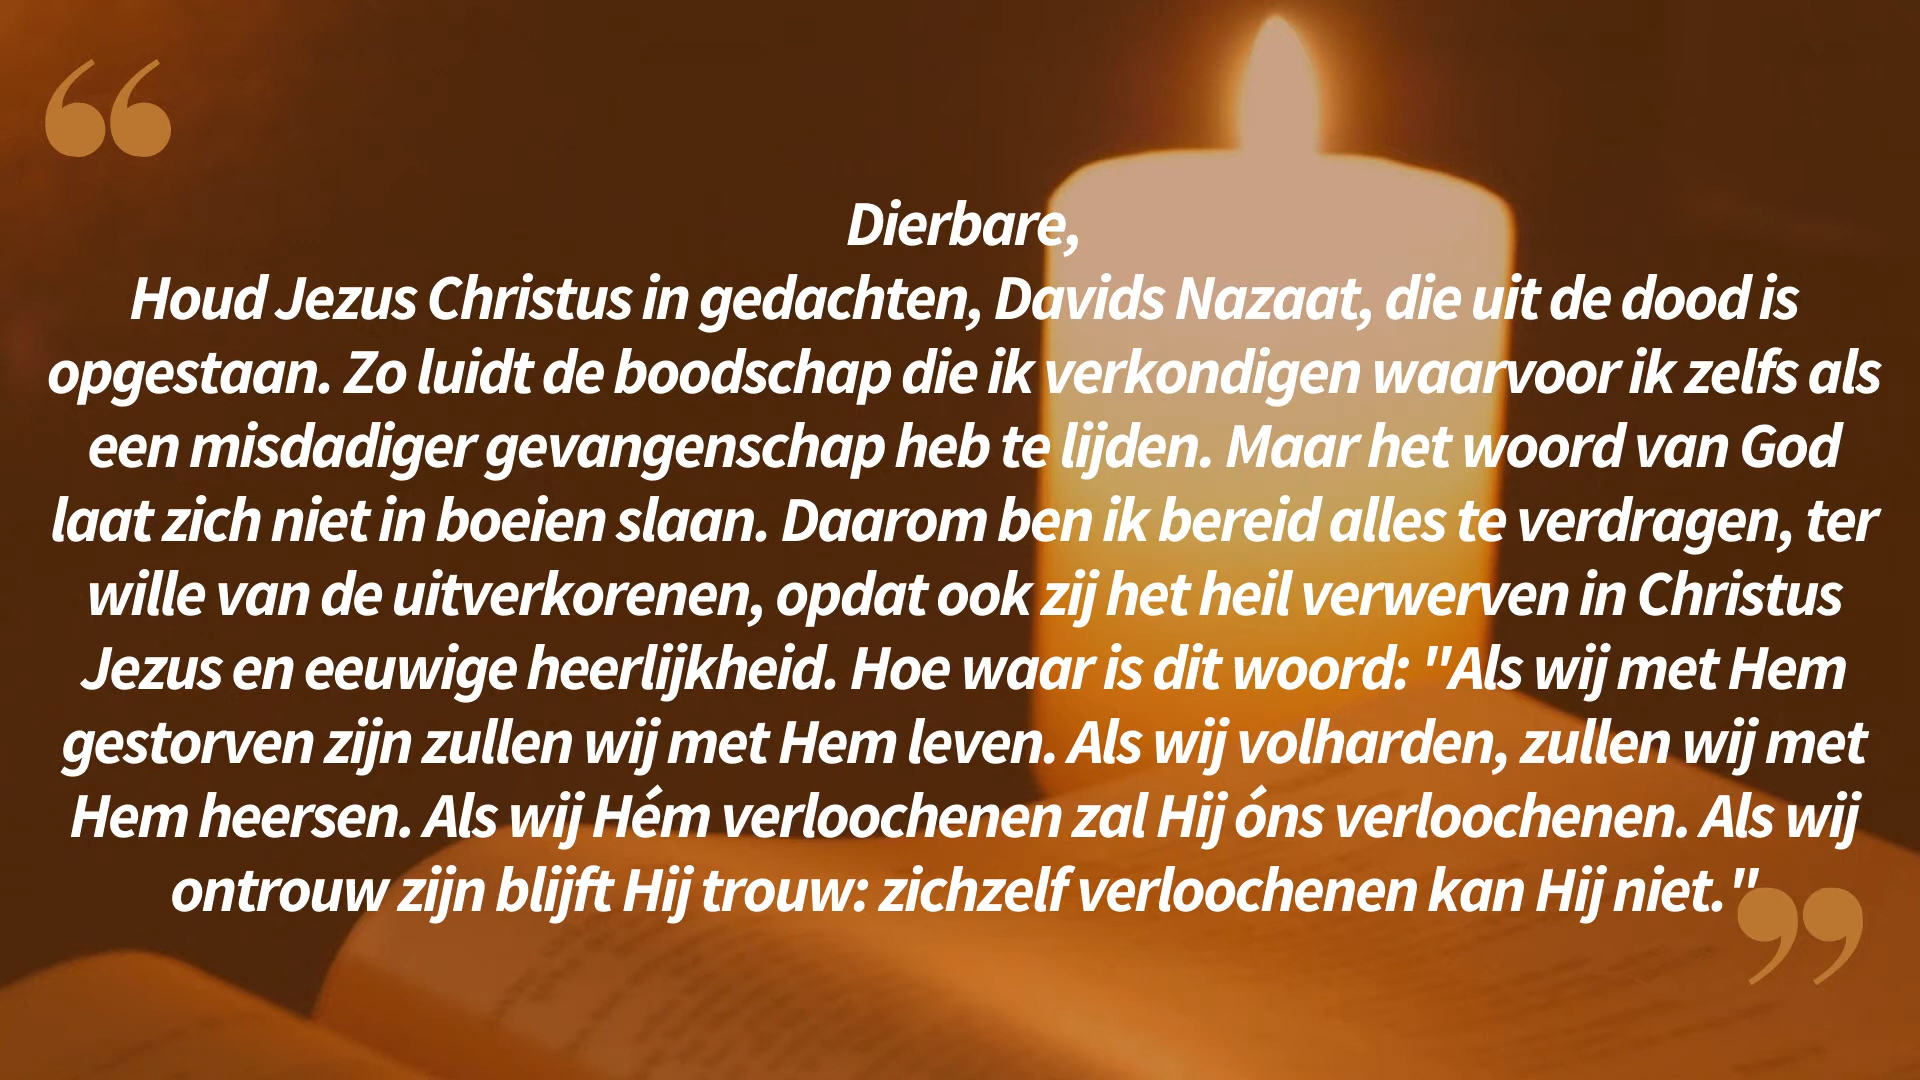 Dierbare,
Houd Jezus Christus in gedachten, Davids Nazaat, die uit de dood is
opgestaan. Zo luidt de boodschap die ik verkondigen waarvoor ik zelfs als
een misdadiger gevangenschap heb te lijden. Maar het woord van God
laat zich niet in boeien slaan. Daarom ben ik bereid alles te verdragen, ter
wille van de uitverkorenen, opdat ook zij het heil verwerven in Christus
Jezus en eeuwige heerlijkheid. Hoe waar is dit woord: "Als wij met Hem
gestorven zijn zullen wij met Hem leven. Als wij volharden, zullen wij met
Hem heersen. Als wij Hém verloochenen zal Hij óns verloochenen. Als wij
ontrouw zijn blijft Hij trouw: zichzelf verloochenen kan Hij niet."